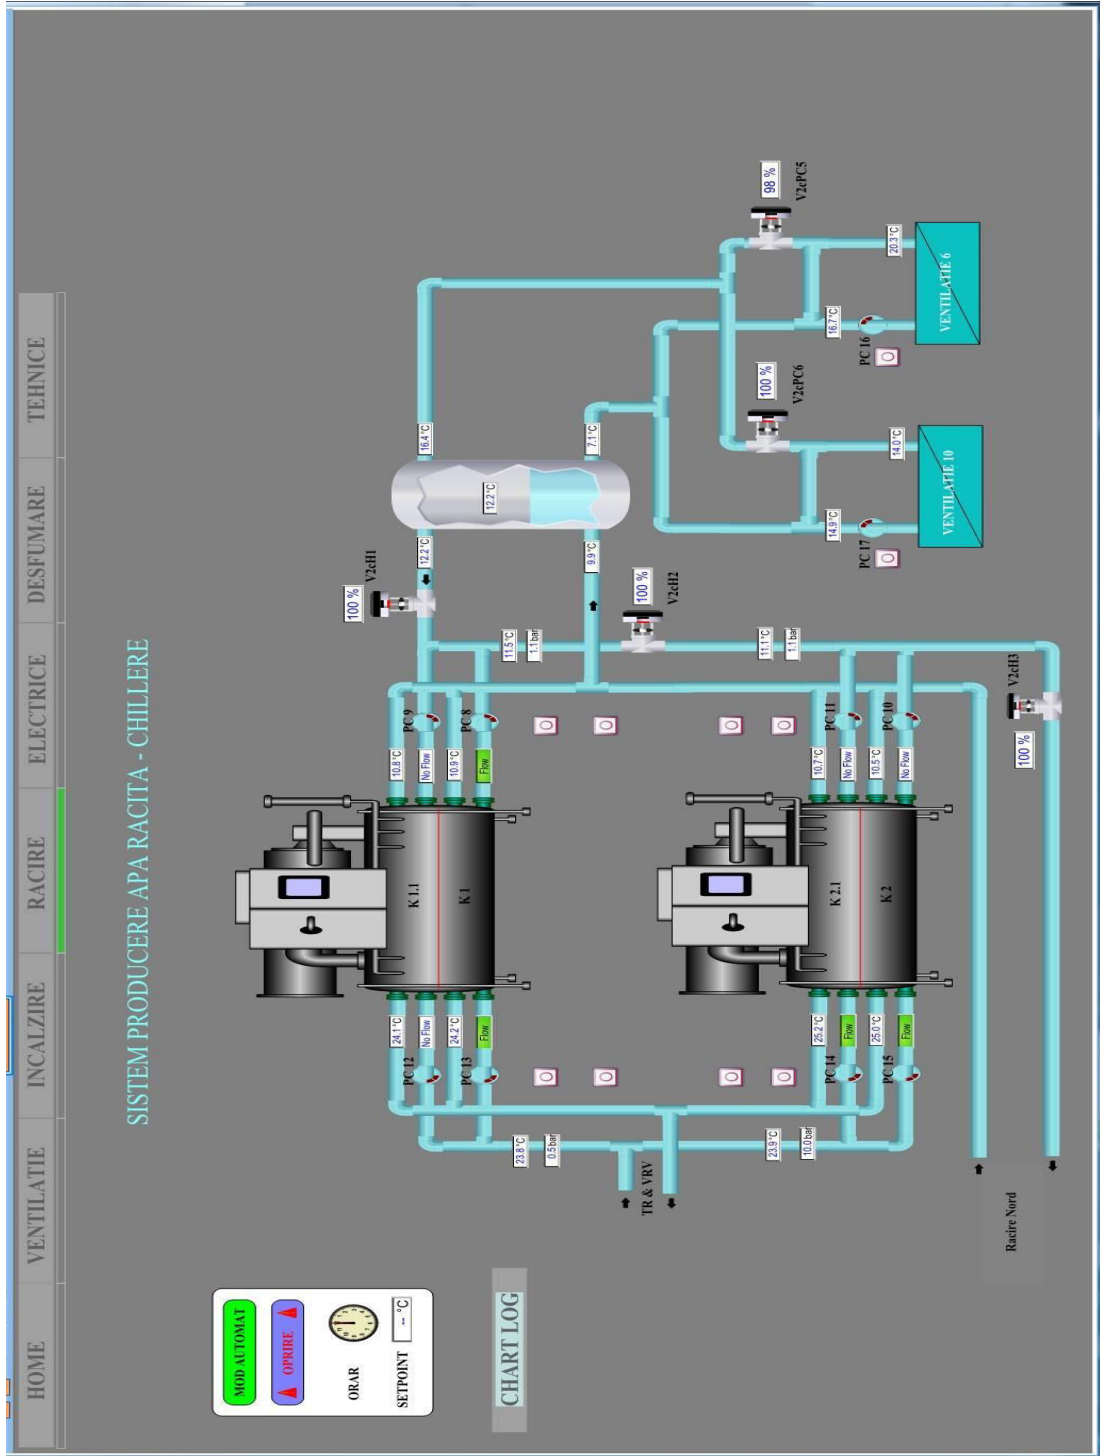 HOME
VENTILATIE
INCALZIRE
RACIRE
ELECTRICE
DESFUMARE
TEHNICE
SISTEM PRODUCERE APA RACITA - CHILLERE
MOD AUTOMAT
OPRIRE
ORAR
SETPOINT
-- °C
CHART LOG
24.1°C
PC 12
No Flow
24.2°C
PC 13
Flow
K 1.1
K 1
10.8°C
PC 9
No Flow
10.9°C
PC 8
Flow
100 %
V2cH1
12.2°C
16.4°C
12.2°C
9.9°C
7.1°C
11.5°C
1.1 bar
100 %
V2cH2
11.1°C
1.1 bar
23.8°C
0.5bar
TR & VRV
23.9°C
10.0bar
25.2°C
PC 14
Flow
25.0°C
PC 15
Flow
K 2.1
K 2
10.7°C
PC 11
No Flow
10.5°C
PC 10
No Flow
100 %
V2cH3
Racire Nord
98 %
V2cPC5
100 %
V2cPC6
14.9°C
PC 17
14.0°C
VENTILATIE 10
16.7°C
PC 16
20.3°C
VENTILATIE 6